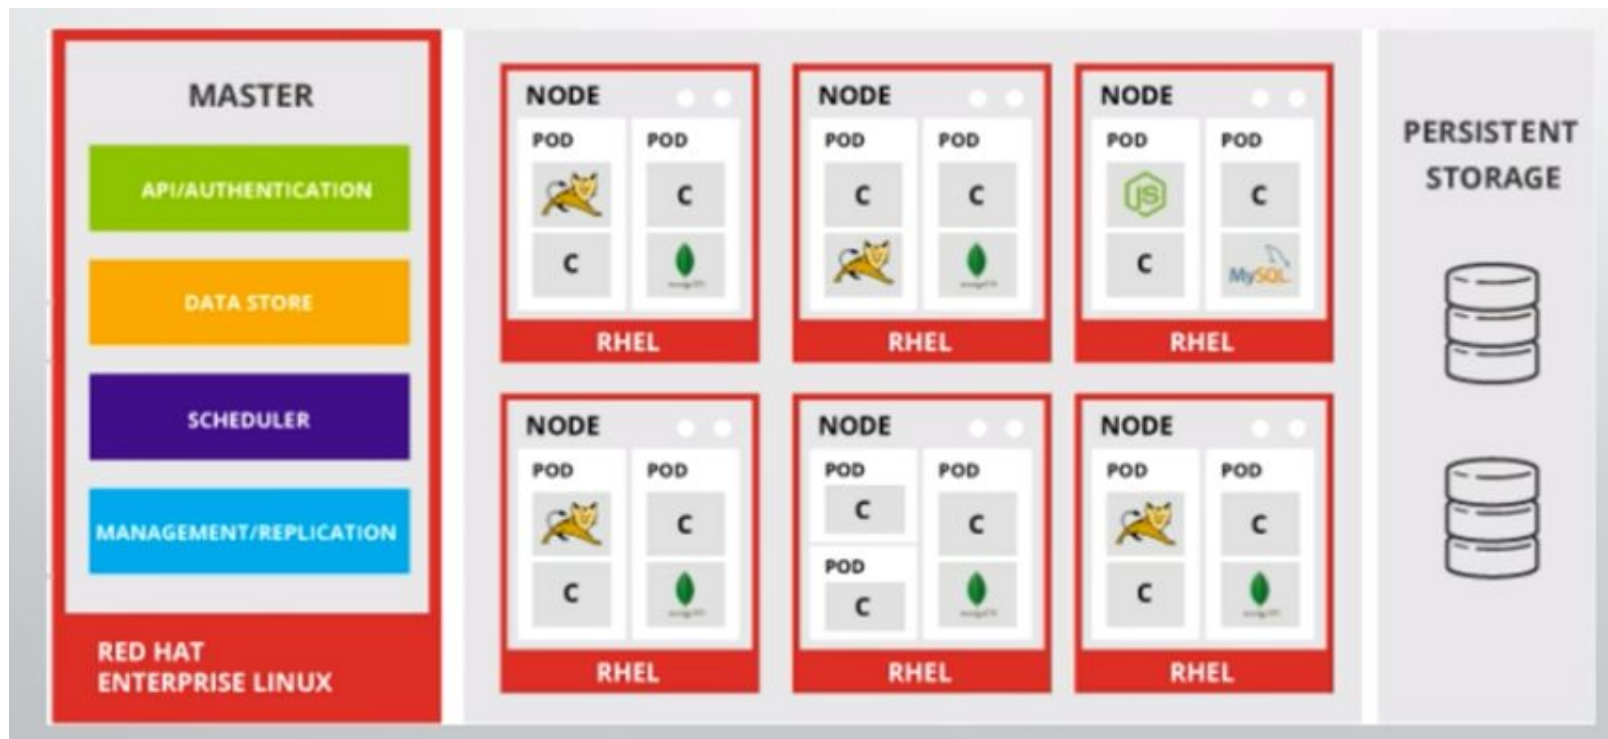 MASTER
API/AUTHENTICATION
DATA STORE
SCHEDULER
MANAGEMENT/REPLICATION
RED HAT
ENTERPRISE LINUX
NODE
POD
POD
C
C
RHEL
NODE
POD
POD
C
C
RHEL
NODE
POD
POD
JS
C
C
MySQL
RHEL
NODE
POD
POD
C
C
RHEL
NODE
POD
POD
C
C
POD
C
RHEL
NODE
POD
POD
C
C
RHEL
PERSISTENT
STORAGE